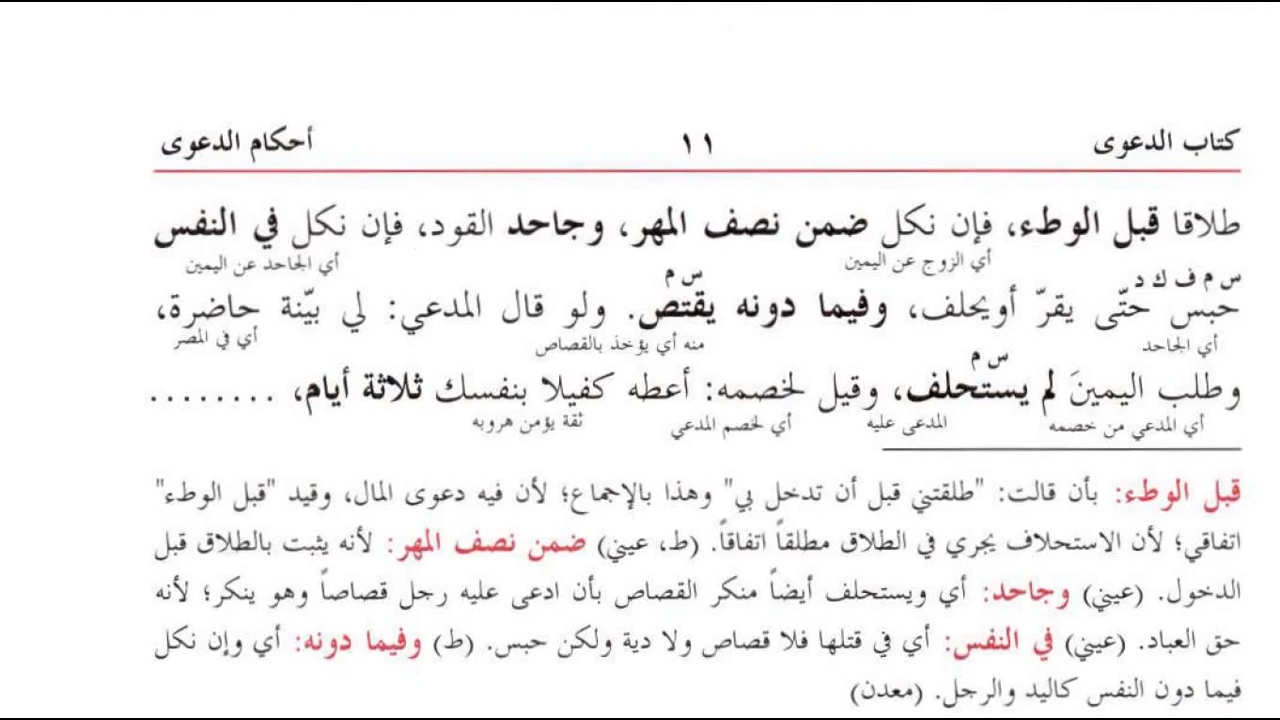 كتاب الدعوى ١١ أحكام الدعوى
طلاقا قبل الوطء، فإن نكل ضمن نصف المهر، وجاحد القود، فإن نكل في النفس
أي الزوج عن اليمين أي الجاحد عن اليمين
س م ف ك د س م
حبس حتّى يقرّ أويحلف، وفيما دونه يقتص. ولو قال المدعي: لي بيّنة حاضرة،
أي الجاحد منه أي يؤخذ بالقصاص أي في المصر
س م
وطلب اليمينَ لم يستحلف، وقيل لخصمه: أعطه كفيلا بنفسك ثلاثة أيام، ........
أي المدعي من خصمه المدعى عليه أي لخصم المدعي ثقة يؤمن هروبه
قبل الوطء: بأن قالت: "طلقتني قبل أن تدخل بي" وهذا بالإجماع؛ لأن فيه دعوى المال، وقيد "قبل الوطء"
اتفاقي؛ لأن الاستحلاف يجري في الطلاق مطلقاً اتفاقاً. (ط، عيني) ضمن نصف المهر: لأنه يثبت بالطلاق قبل
الدخول. (عيني) وجاحد: أي ويستحلف أيضاً منكر القصاص بأن ادعى عليه رجل قصاصاً وهو ينكر؛ لأنه
حق العباد. (عيني) في النفس: أي في قتلها فلا قصاص ولا دية ولكن حبس. (ط) وفيما دونه: أي وإن نكل
فيما دون النفس كاليد والرجل. (معدن)